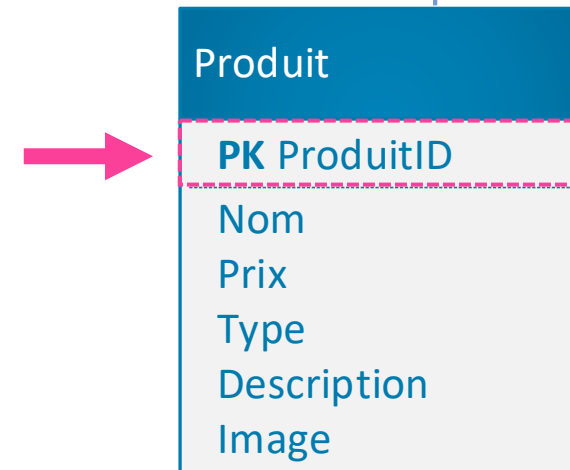 Produit
PK ProduitID
Nom
Prix
Type
Description
Image